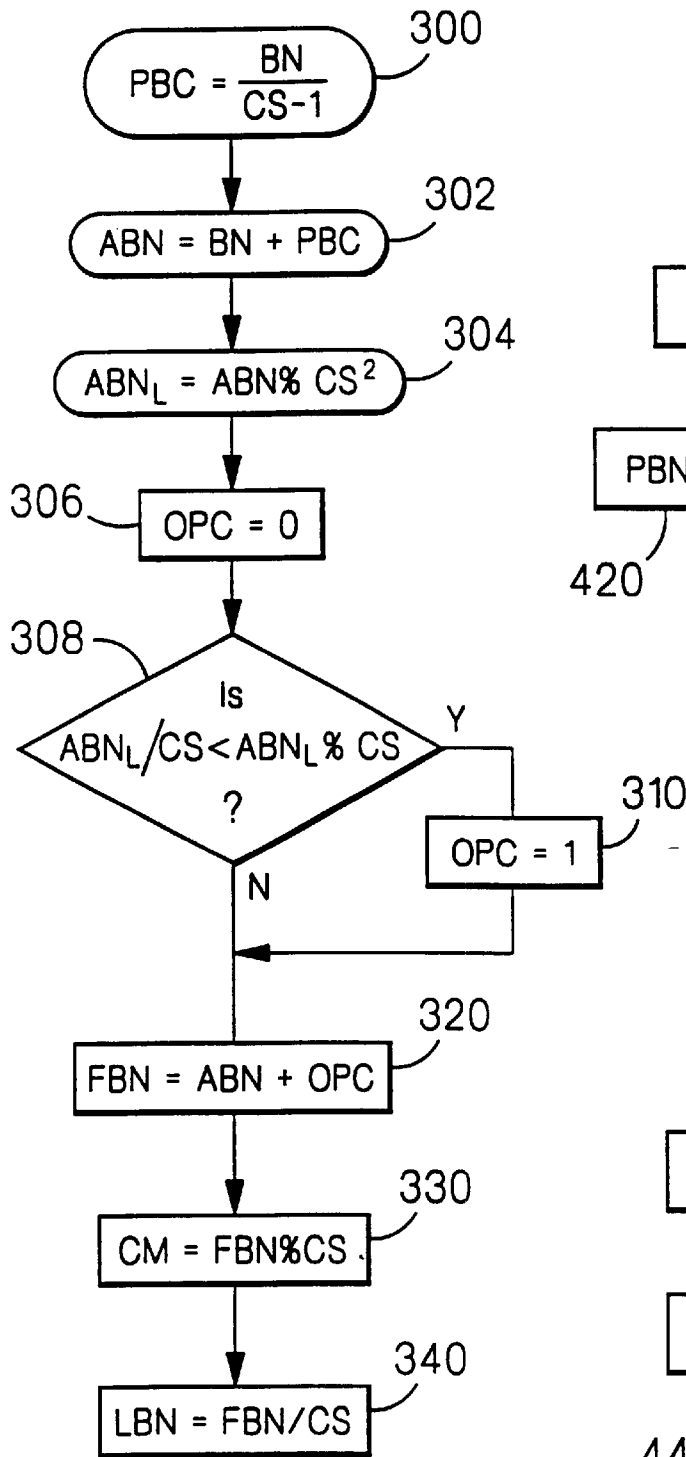 300
PBC = BN
CS-1
302
ABN = BN + PBC
304
ABN_L = ABN% CS²
306
OPC = 0
PBN
420
308
is
ABN_L/CS<ABN_L% CS
?
Y
310
OPC = 1
N
320
FBN = ABN + OPC
330
CM = FBN%CS
340
LBN = FBN/CS
44